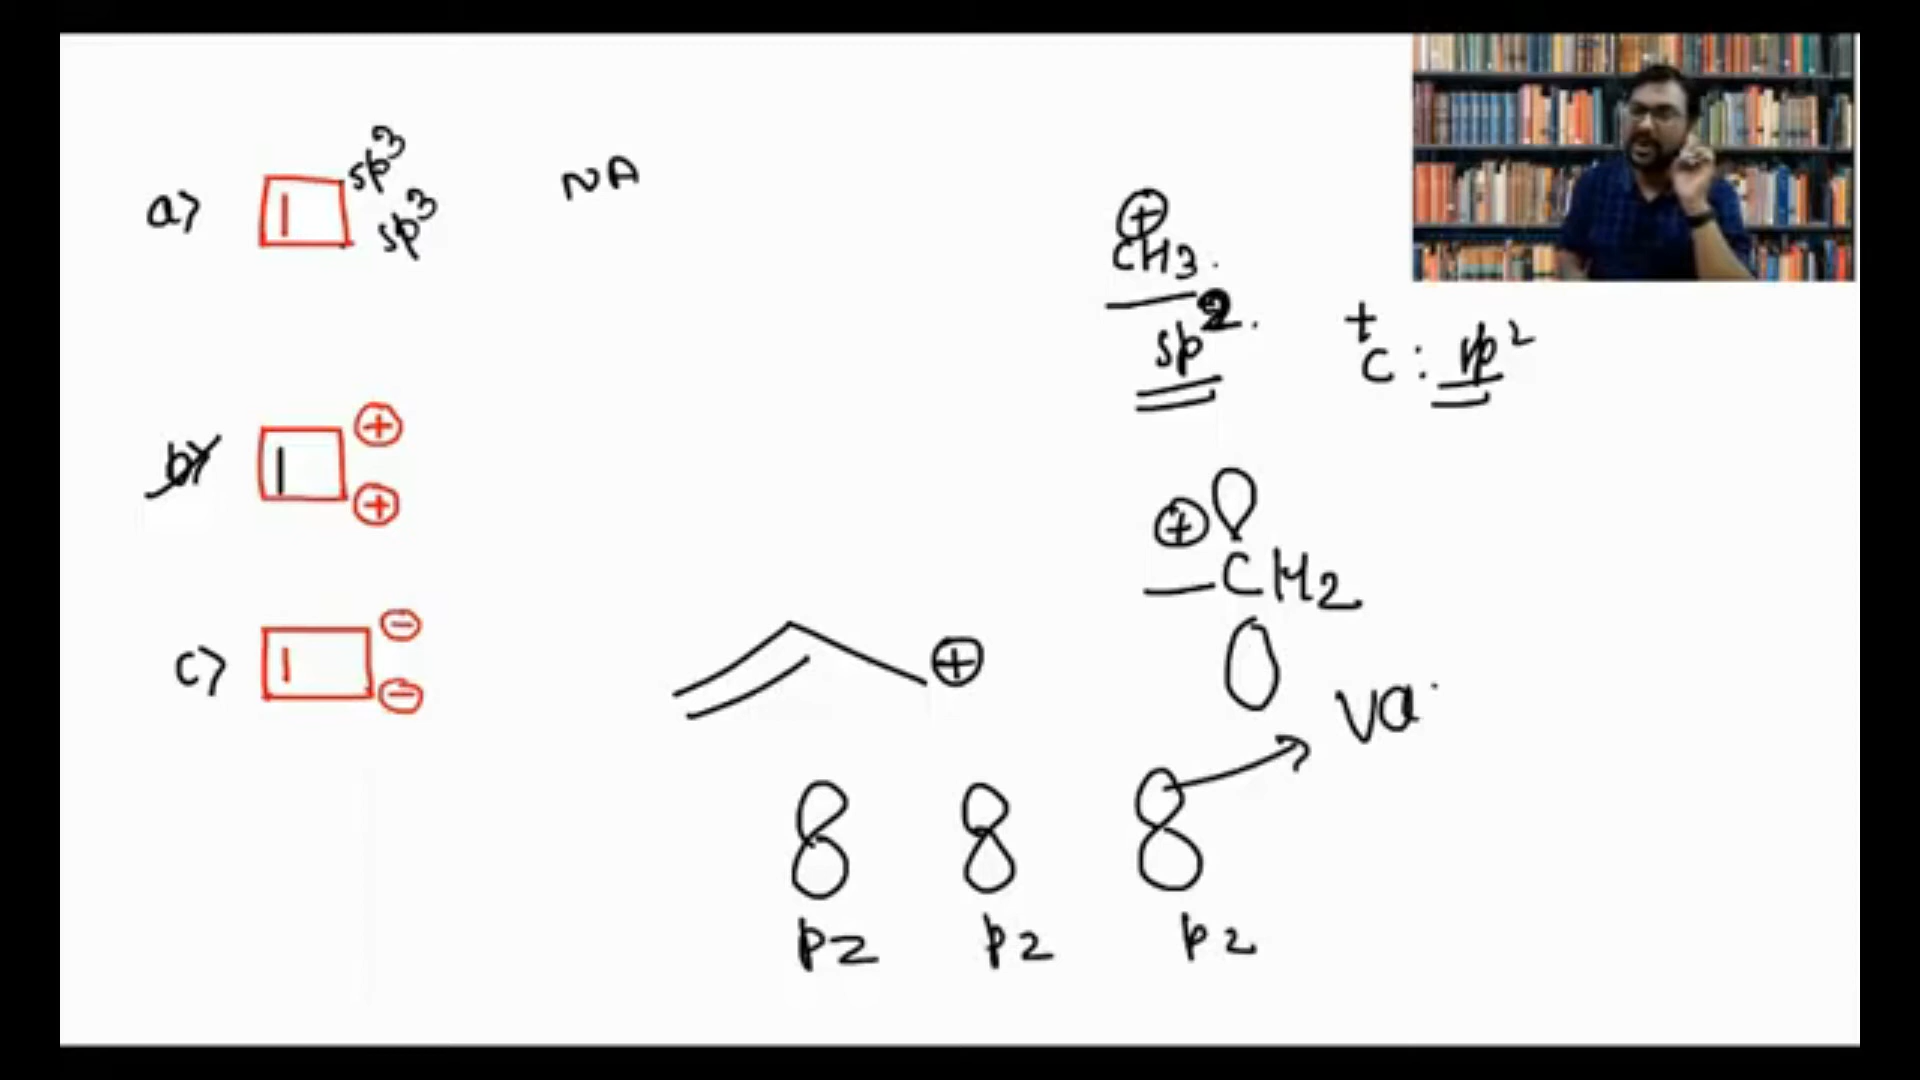 a) sp3
sp3
NA
⊕
CH3.
sp2.
+
C : sp2
b) ⊕
⊕
⊕
CH2
c) ⊖
⊖
⊕
va
pz pz pz